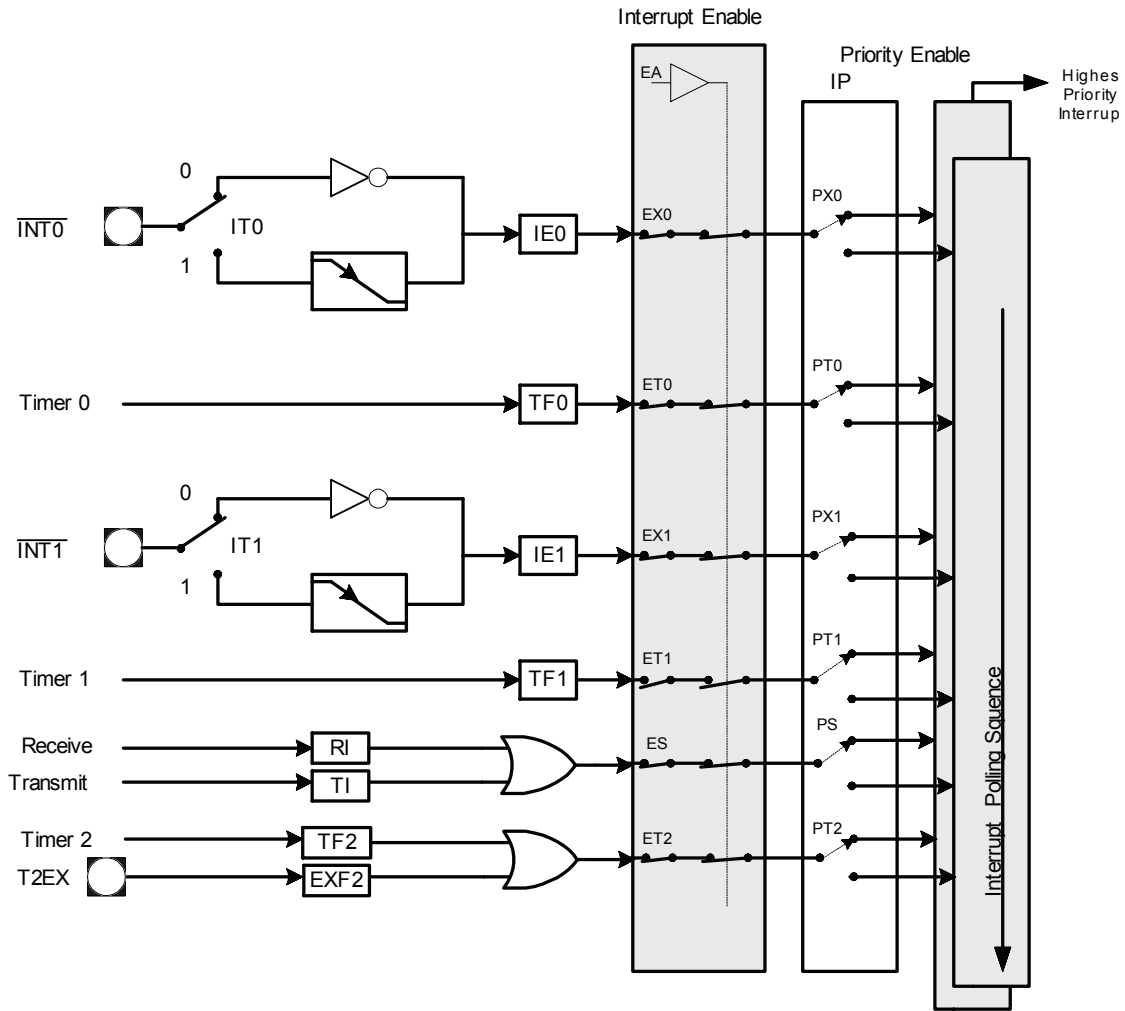 Interrupt Enable
Priority Enable
IP
Highes
Priority
Interrup
EA
0
INT0
IT0
1
IE0
EX0
PX0
Timer 0
TF0
ET0
PT0
0
INT1
IT1
1
IE1
EX1
PX1
Timer 1
TF1
ET1
PT1
Receive
RI
Transmit
TI
ES
PS
Timer 2
TF2
T2EX
EXF2
ET2
PT2
Interrupt Polling Squence